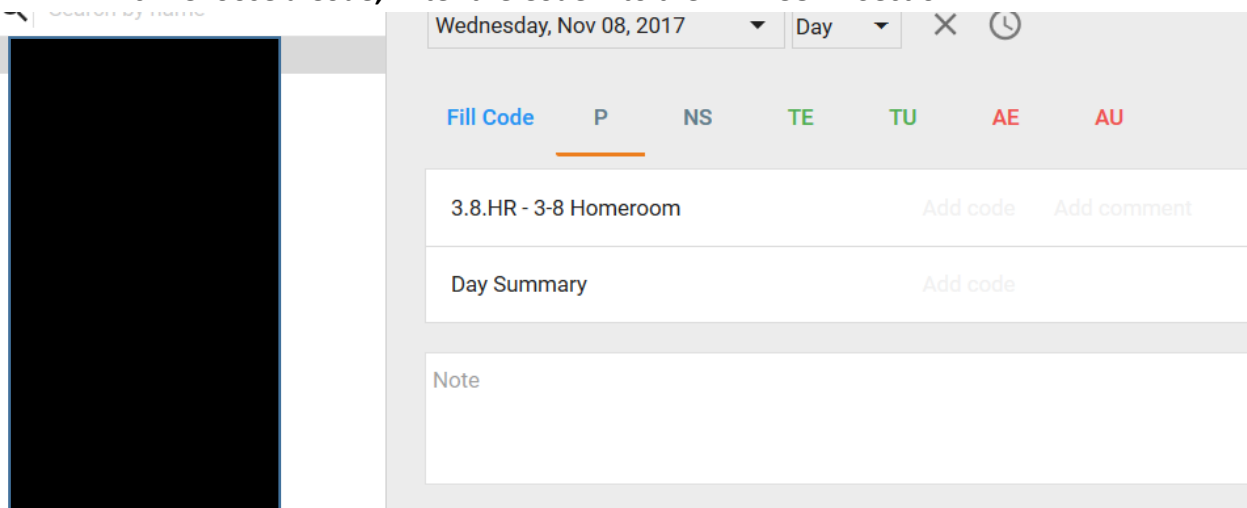 Search by name
Wednesday, Nov 08, 2017 Day
Fill Code P NS TE TU AE AU
3.8.HR - 3-8 Homeroom Add code Add comment
Day Summary Add code
Note